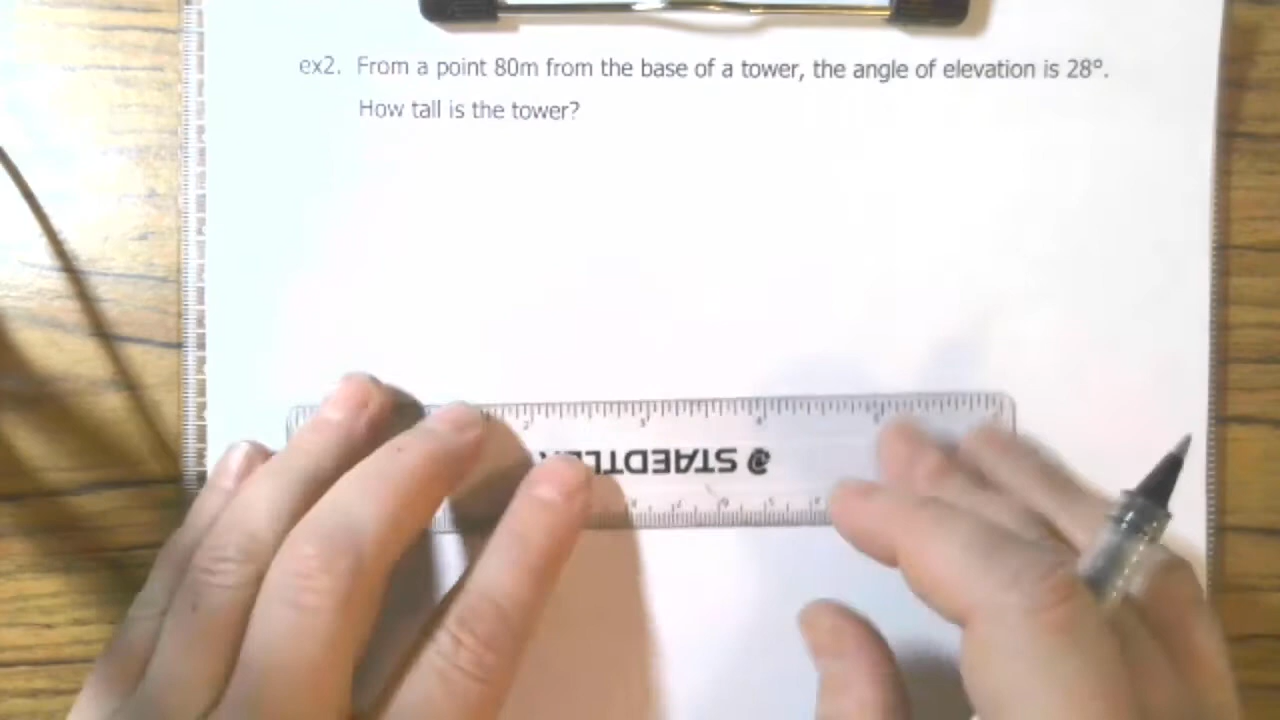 ex2. From a point 80m from the base of a tower, the angle of elevation is 28°.
How tall is the tower?
STAEDTLER